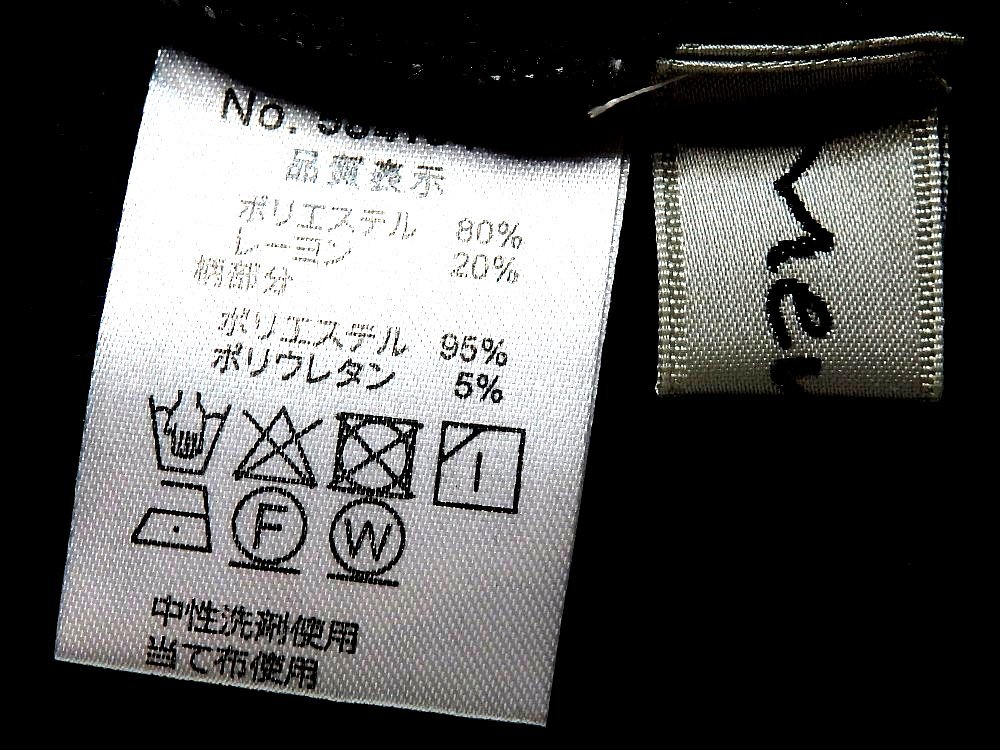 No.
品質表示
ポリエステル 80%
レーヨン 20%
柄部分
ポリエステル 95%
ポリウレタン 5%
F W
中性洗剤使用
当て布使用